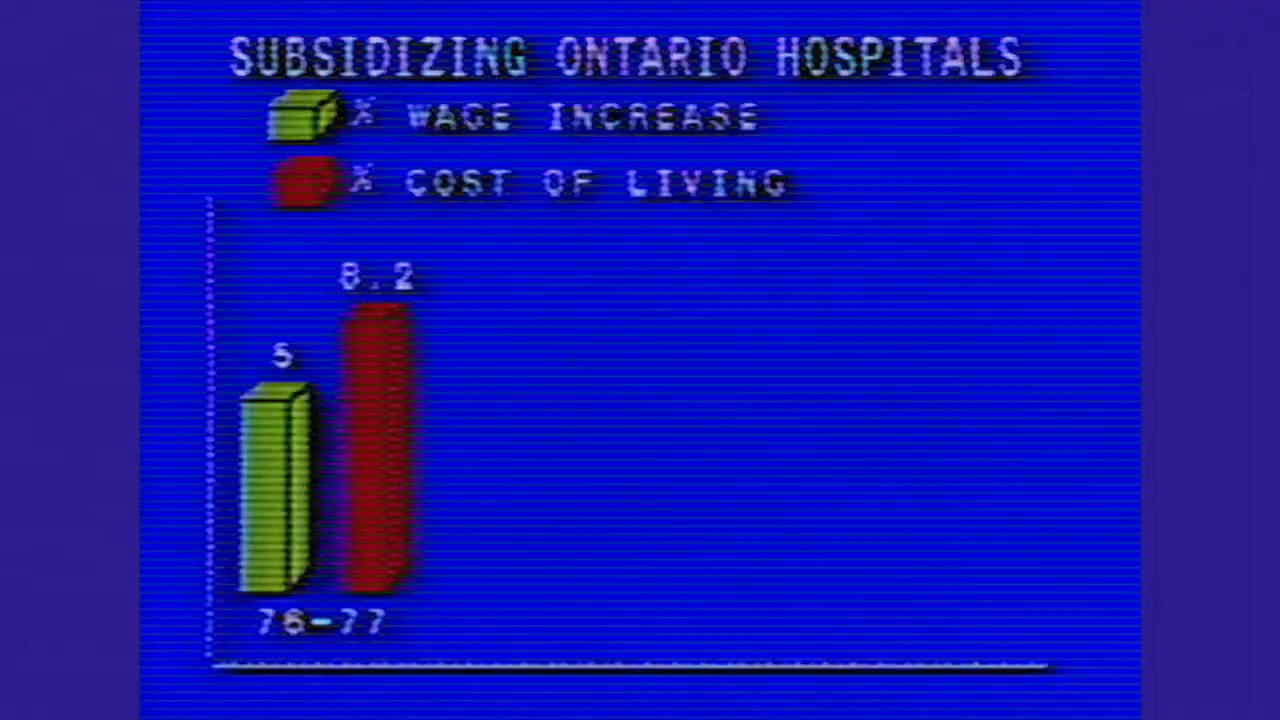 SUBSIDIZING ONTARIO HOSPITALS
% WAGE INCREASE
% COST OF LIVING
8.2
5
76-77